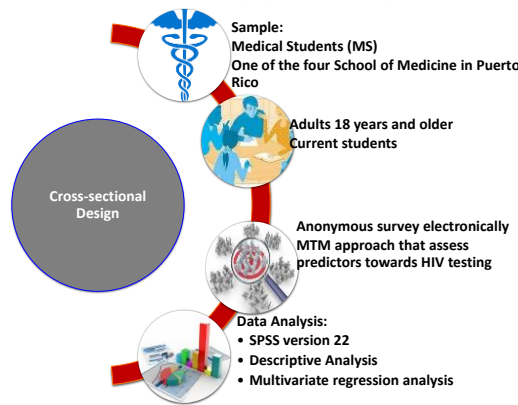 Sample:
Medical Students (MS)
One of the four School of Medicine in Puerto
Rico
Adults 18 years and older
Current students
Cross-sectional
Design
Anonymous survey electronically
MTM approach that assess
predictors towards HIV testing
Data Analysis:
• SPSS version 22
• Descriptive Analysis
• Multivariate regression analysis